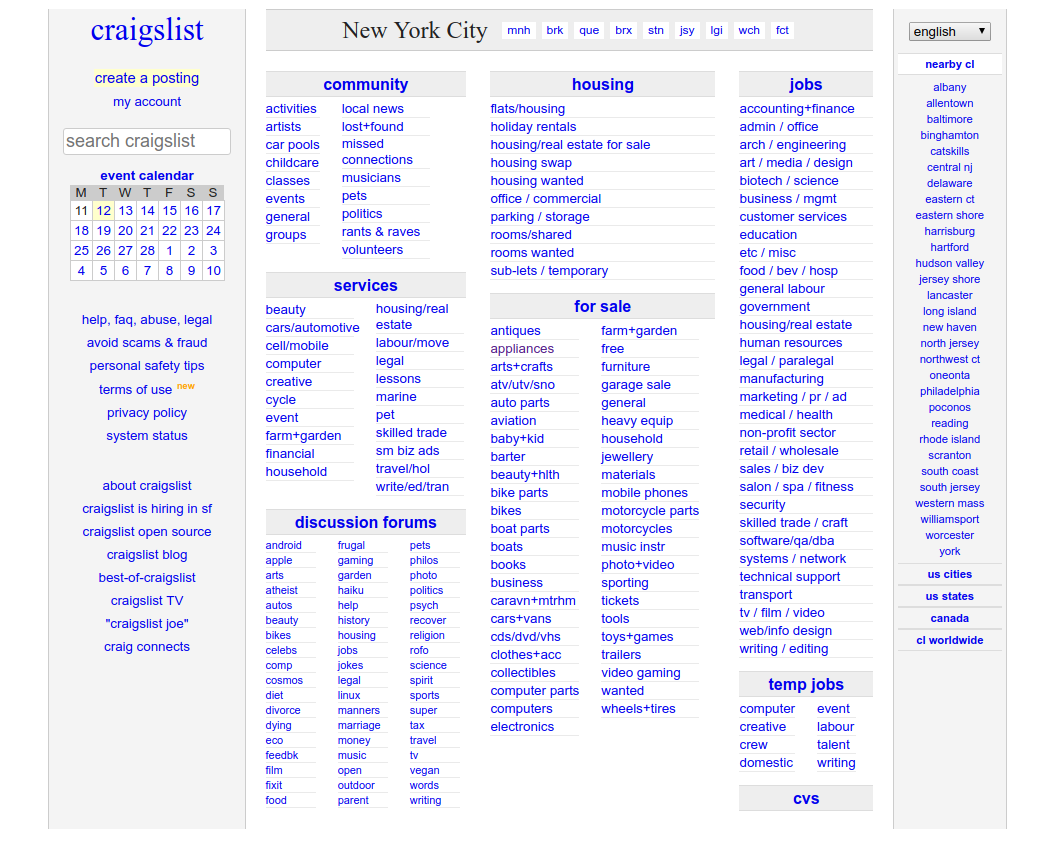 craigslist
create a posting
my account
search craigslist
event calendar
M T W T F S S
11 12 13 14 15 16 17
18 19 20 21 22 23 24
25 26 27 28 1 2 3
4 5 6 7 8 9 10
help, faq, abuse, legal
avoid scams & fraud
personal safety tips
terms of use new
privacy policy
system status
about craigslist
craigslist is hiring in sf
craigslist open source
craigslist blog
best-of-craigslist
craigslist TV
"craigslist joe"
craig connects
New York City mnh brk que brx stn jsy lgi wch fct
community
activities
artists
car pools
childcare
classes
events
general
groups
local news
lost+found
missed
connections
musicians
pets
politics
rants & raves
volunteers
services
beauty
cars/automotive
cell/mobile
computer
creative
cycle
event
farm+garden
financial
household
housing/real
estate
labour/move
legal
lessons
marine
pet
skilled trade
sm biz ads
travel/hol
write/ed/tran
discussion forums
android
apple
arts
atheist
autos
beauty
bikes
celebs
comp
cosmos
diet
divorce
dying
eco
feedbk
film
fixit
food
frugal
gaming
garden
haiku
help
history
housing
jobs
jokes
legal
linux
manners
marriage
money
music
open
outdoor
parent
pets
philos
photo
politics
psych
recover
religion
rofo
science
spirit
sports
super
tax
travel
tv
vegan
words
writing
housing
flats/housing
holiday rentals
housing/real estate for sale
housing swap
housing wanted
office / commercial
parking / storage
rooms/shared
rooms wanted
sub-lets / temporary
for sale
antiques
appliances
arts+crafts
atv/utv/sno
auto parts
aviation
baby+kid
barter
beauty+hlth
bike parts
bikes
boat parts
boats
books
business
caravn+mtrhm
cars+vans
cds/dvd/vhs
clothes+acc
collectibles
computer parts
computers
electronics
farm+garden
free
furniture
garage sale
general
heavy equip
household
jewellery
materials
mobile phones
motorcycle parts
motorcycles
music instr
photo+video
sporting
tickets
tools
toys+games
trailers
video gaming
wanted
wheels+tires
jobs
accounting+finance
admin / office
arch / engineering
art / media / design
biotech / science
business / mgmt
customer services
education
etc / misc
food / bev / hosp
general labour
government
housing/real estate
human resources
legal / paralegal
manufacturing
marketing / pr / ad
medical / health
non-profit sector
retail / wholesale
sales / biz dev
salon / spa / fitness
security
skilled trade / craft
software/qa/dba
systems / network
technical support
transport
tv / film / video
web/info design
writing / editing
temp jobs
computer
creative
crew
domestic
event
labour
talent
writing
cvs
english
nearby cl
albany
allentown
baltimore
binghamton
catskills
central nj
delaware
eastern ct
eastern shore
harrisburg
hartford
hudson valley
jersey shore
lancaster
long island
new haven
north jersey
northwest ct
oneonta
philadelphia
poconos
reading
rhode island
scranton
south coast
south jersey
western mass
williamsport
worcester
york
us cities
us states
canada
cl worldwide